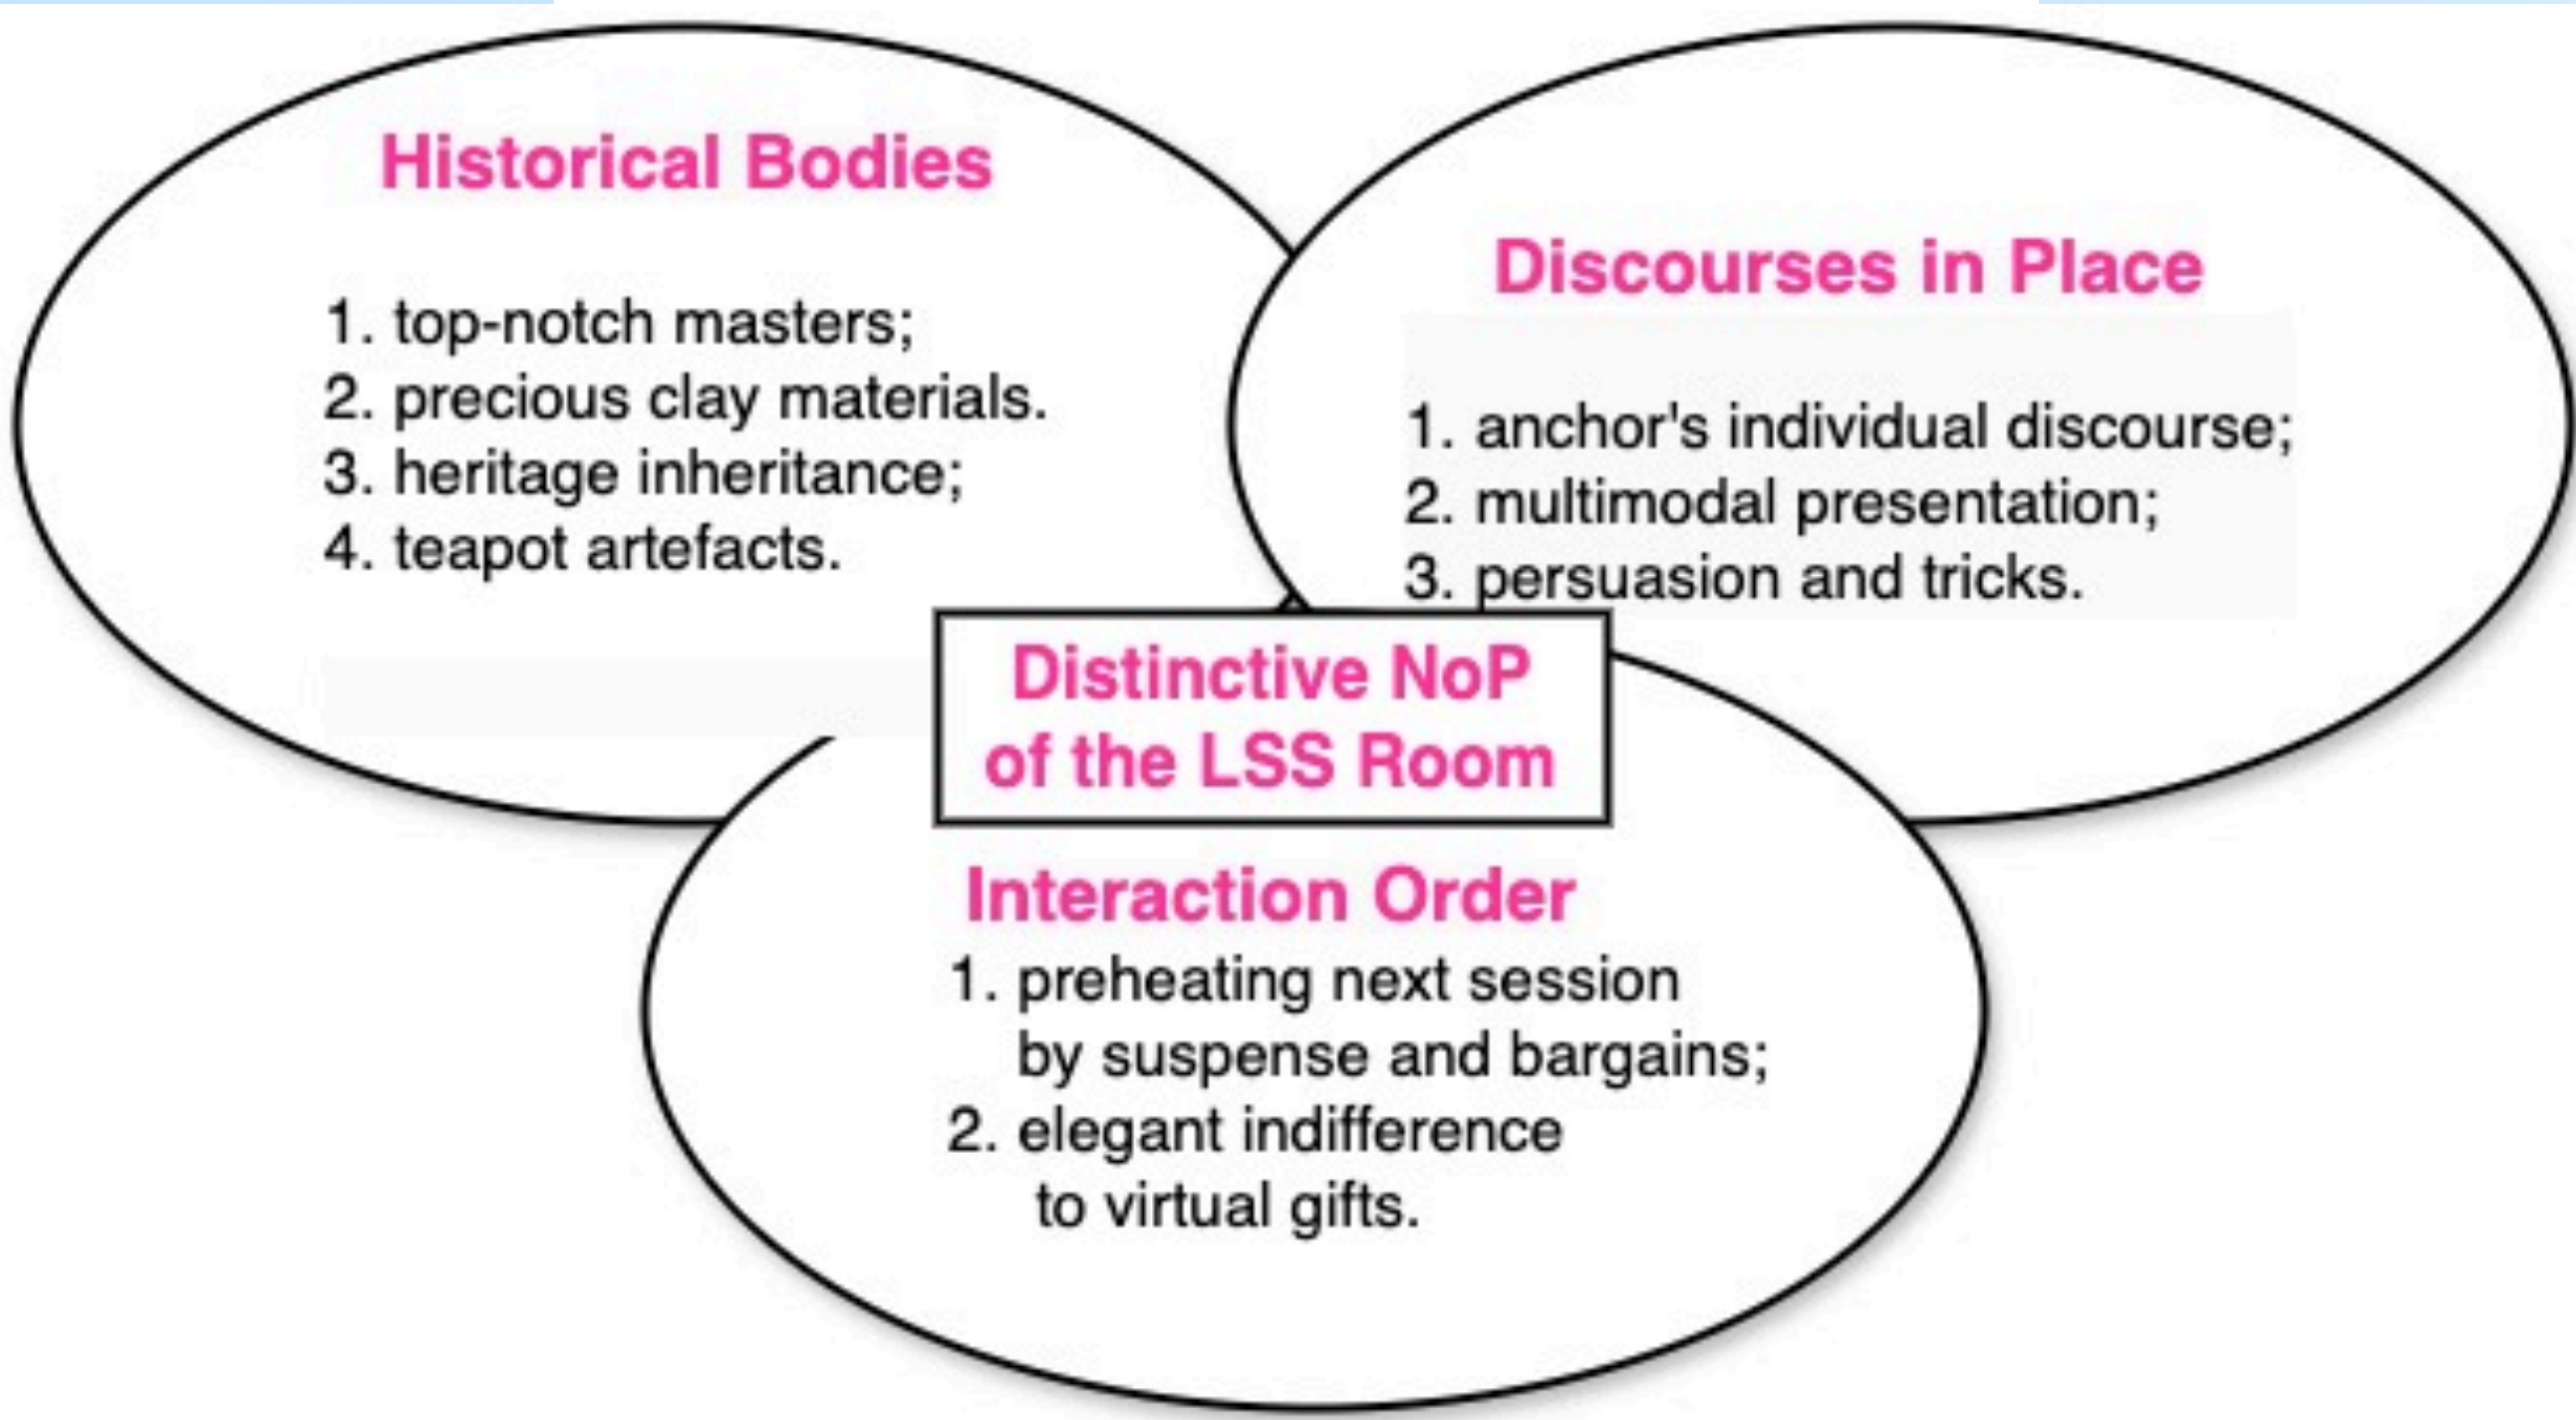 Historical Bodies
1. top-notch masters;
2. precious clay materials.
3. heritage inheritance;
4. teapot artefacts.
Discourses in Place
1. anchor's individual discourse;
2. multimodal presentation;
3. persuasion and tricks.
Distinctive NoP
of the LSS Room
Interaction Order
1. preheating next session
by suspense and bargains;
2. elegant indifference
to virtual gifts.